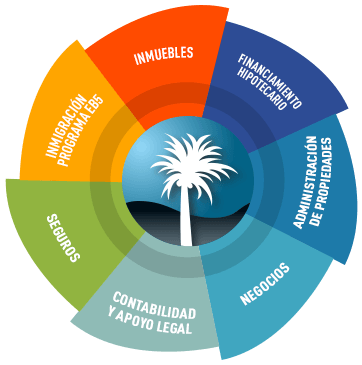 INMUEBLES
FINANCIAMIENTO
HIPOTECARIO
ADMINISTRACIÓN
DE PROPIEDADES
NEGOCIOS
CONTABILIDAD
Y APOYO LEGAL
SEGUROS
INMIGRACIÓN
PROGRAMA EB5